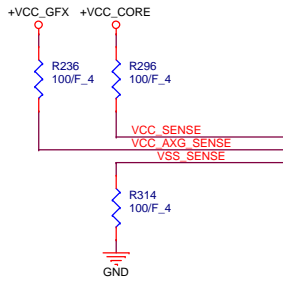 +VCC_GFX
+VCC_CORE
R236
100/F_4
R296
100/F_4
VCC_SENSE
VCC_AXG_SENSE
VSS_SENSE
R314
100/F_4
GND